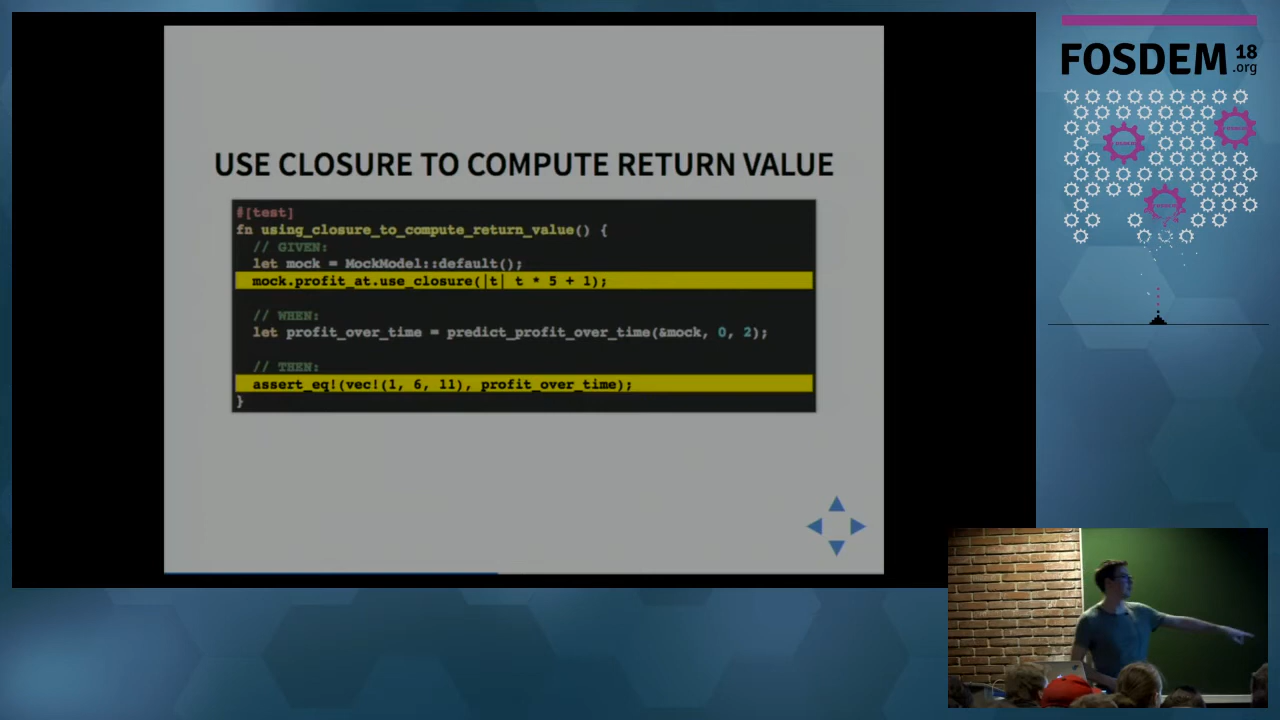 FOSDEM 18
.org
USE CLOSURE TO COMPUTE RETURN VALUE
#[test]
fn using_closure_to_compute_return_value() {
// GIVEN:
let mock = MockModel::default();
mock.profit_at.use_closure(|t| t * 5 + 1);
// WHEN:
let profit_over_time = predict_profit_over_time(&mock, 0, 2);
// THEN:
assert_eq!(vec!(1, 6, 11), profit_over_time);
}